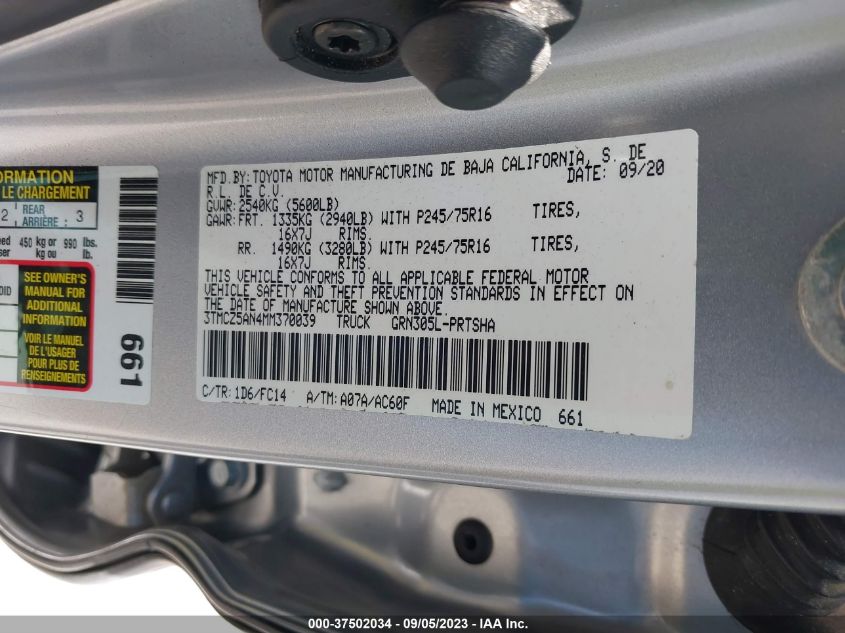 ORMATION
LE CHARGEMENT
2 REAR ARRIÈRE : 3
450 kg or 990 lbs.
kg ou lb.
SEE OWNER'S
MANUAL FOR
ADDITIONAL
INFORMATION
VOIR LE MANUEL
DE L'USAGER
POUR PLUS DE
RENSEIGNEMENTS
661
MFD. BY: TOYOTA MOTOR MANUFACTURING DE BAJA CALIFORNIA, S. DE
R.L. DE C.V. DATE: 09/20
GVWR: 2540KG (5600LB)
GAWR: FRT. 1335KG (2940LB) WITH P245/75R16 TIRES,
16X7J RIMS.
RR. 1490KG (3280LB) WITH P245/75R16 TIRES,
16X7J RIMS.
THIS VEHICLE CONFORMS TO ALL APPLICABLE FEDERAL MOTOR
VEHICLE SAFETY AND THEFT PREVENTION STANDARDS IN EFFECT ON
THE DATE OF MANUFACTURE SHOWN ABOVE.
3TMCZ5AN4MM370039 TRUCK GRN305L-PRTSHA
C/TR: 1D6/FC14 A/TM: A07A/AC60F MADE IN MEXICO 661
000-37502034 - 09/05/2023 - IAA Inc.